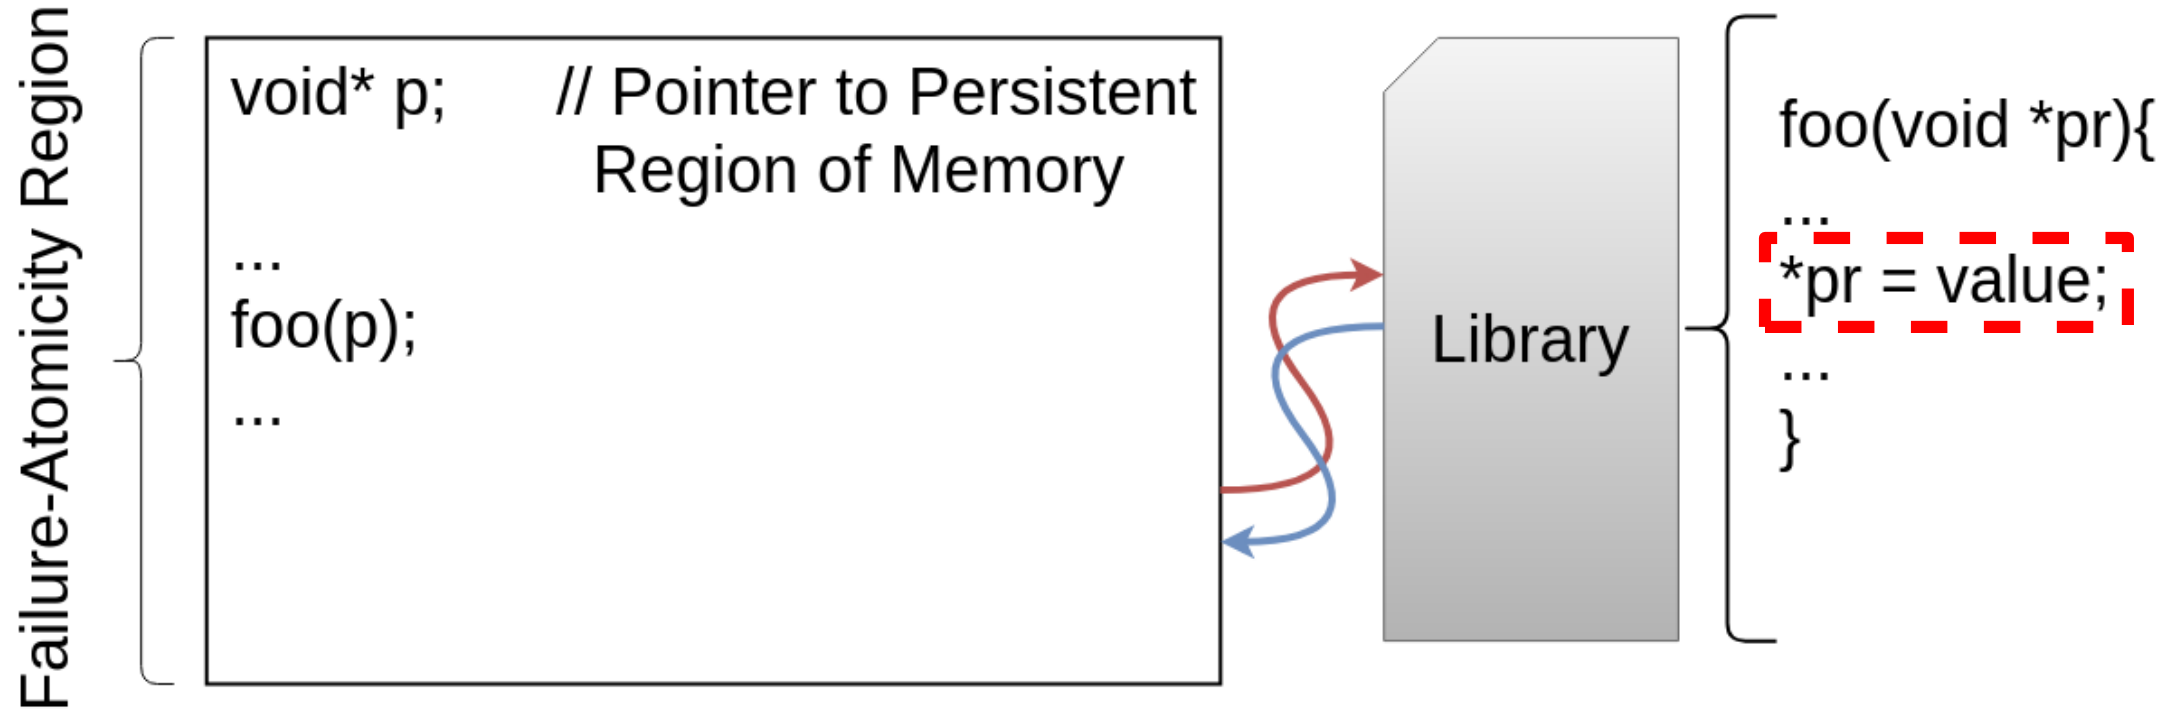 Failure-Atomicity Region
void* p; // Pointer to Persistent
Region of Memory
...
foo(p);
...
Library
foo(void *pr){
...
*pr = value;
...
}